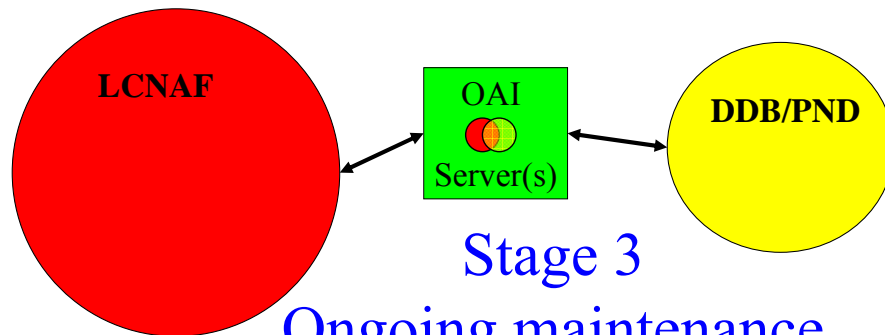 LCNAF
OAI
Server(s)
DDB/PND
Stage 3
Ongoing maintenance